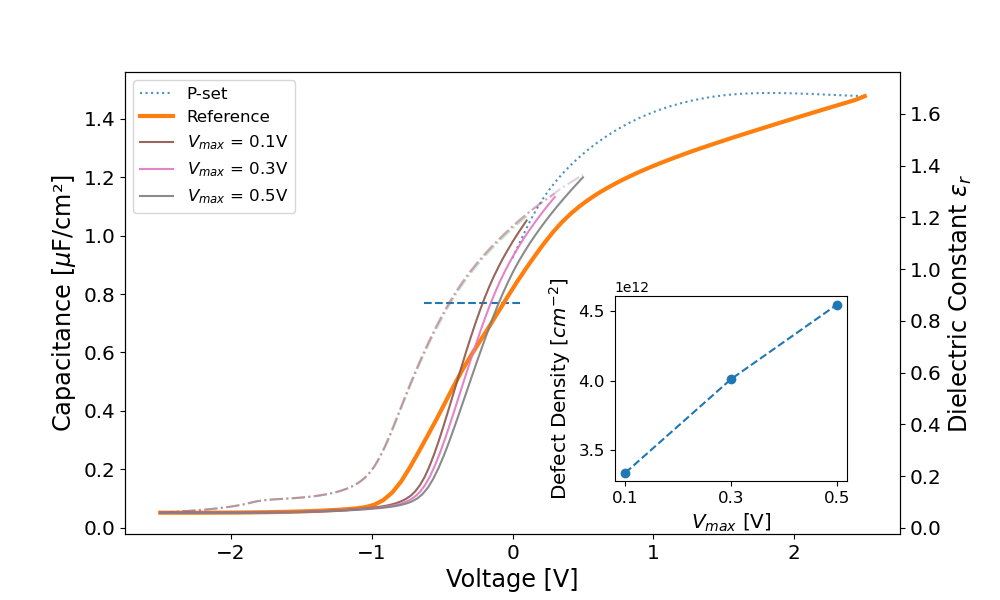 P-set
Reference
V_max = 0.1V
V_max = 0.3V
V_max = 0.5V
Capacitance [μF/cm²]
1.4
1.2
1.0
0.8
0.6
0.4
0.2
0.0
−2
−1
0
1
2
Voltage [V]
1.6
1.4
1.2
1.0
0.8
0.6
0.4
0.2
0.0
Dielectric Constant ε_r
1e12
4.5
4.0
3.5
Defect Density [cm⁻²]
0.1
0.3
0.5
V_max [V]